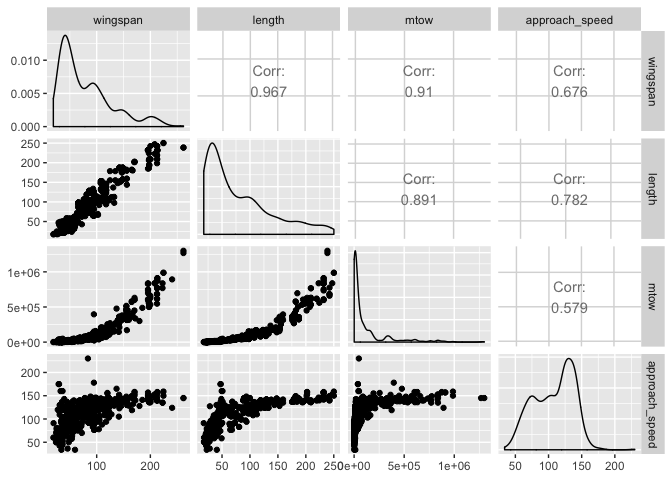 wingspan length mtow approach_speed
0.010
0.005
0.000
Corr:
0.967
Corr:
0.91
Corr:
0.676
wingspan
250
200
150
100
50
Corr:
0.891
Corr:
0.782
length
1e+06
5e+05
0e+00
Corr:
0.579
mtow
200
150
100
50
approach_speed
100 200
50 100 150 200 250
0e+00 5e+05 1e+06
50 100 150 200